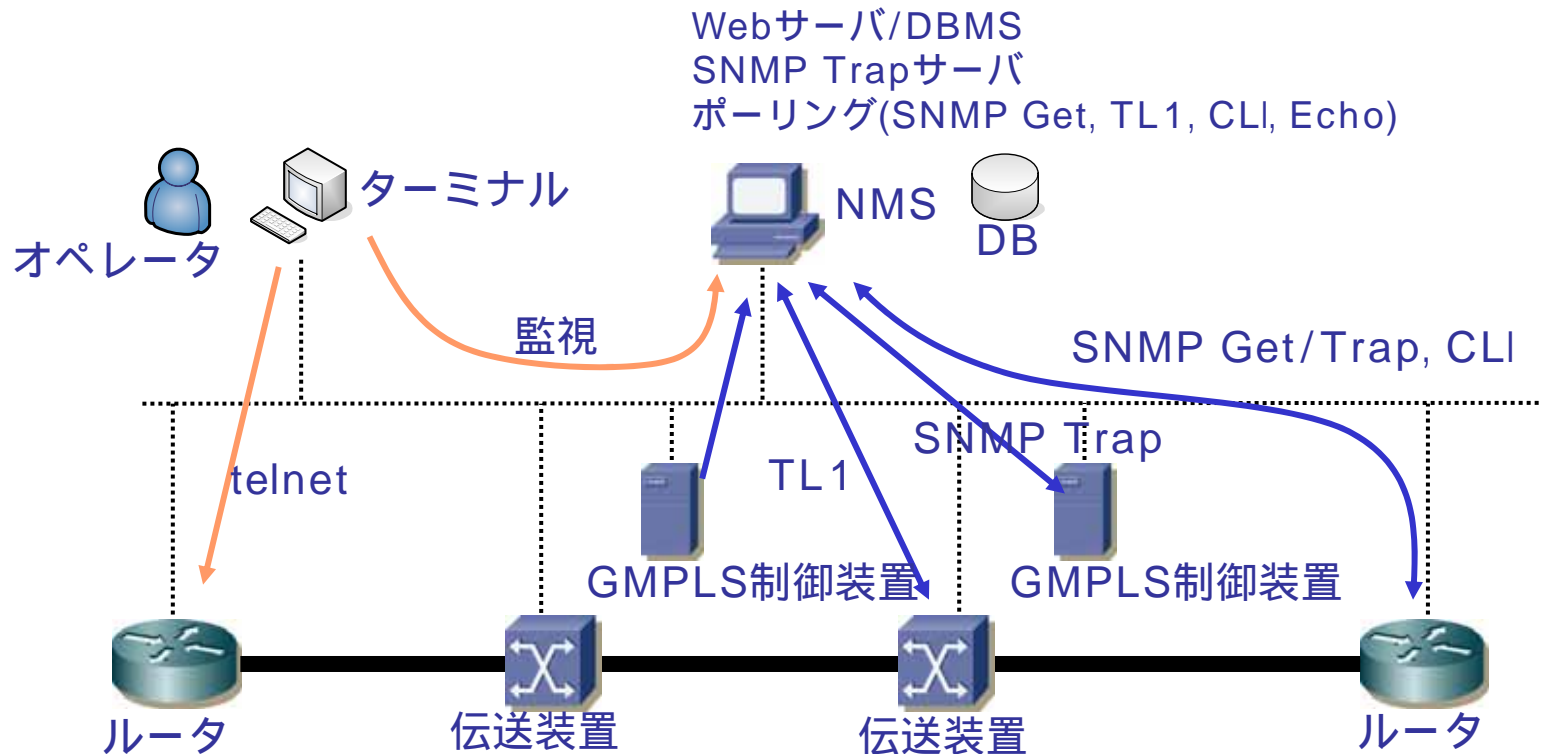 Webサーバ/DBMS
SNMP Trapサーバ
ポーリング(SNMP Get, TL1, CLI, Echo)
ターミナル
NMS
オペレータ
DB
監視
SNMP Get/Trap, CLI
SNMP Trap
telnet
TL1
GMPLS制御装置
GMPLS制御装置
ルータ
伝送装置
伝送装置
ルータ